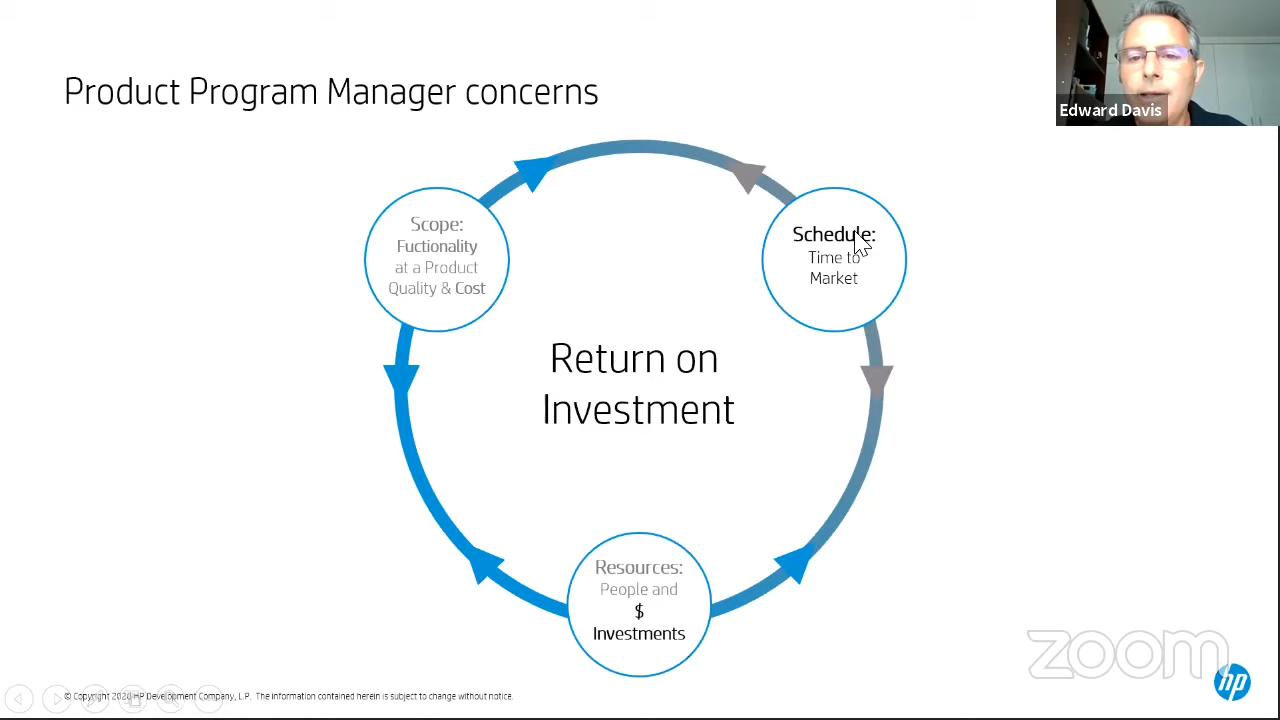 Product Program Manager concerns
Edward Davis
Scope:
Fuctionality
at a Product
Quality & Cost
Schedule:
Time to
Market
Return on
Investment
Resources:
People and
$
Investments
zoom
hp
© Copyright 2020 HP Development Company, L.P. The information contained herein is subject to change without notice.